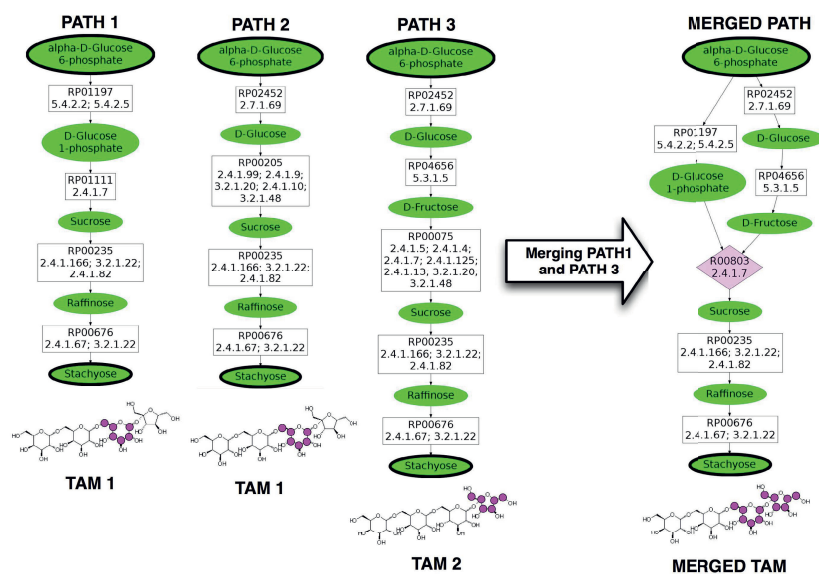 PATH 1
alpha-D-Glucose
6-phosphate
RP01197
5.4.2.2; 5.4.2.5
D-Glucose
1-phosphate
RP01111
2.4.1.7
Sucrose
RP00235
2.4.1.166; 3.2.1.22;
2.4.1.82
Raffinose
RP00676
2.4.1.67; 3.2.1.22
Stachyose
TAM 1
PATH 2
alpha-D-Glucose
6-phosphate
RP02452
2.7.1.69
D-Glucose
RP00205
2.4.1.99; 2.4.1.9;
3.2.1.20; 2.4.1.10;
3.2.1.48
Sucrose
RP00235
2.4.1.166; 3.2.1.22;
2.4.1.82
Raffinose
RP00676
2.4.1.67; 3.2.1.22
Stachyose
TAM 1
PATH 3
alpha-D-Glucose
6-phosphate
RP02452
2.7.1.69
D-Glucose
RP04656
5.3.1.5
D-Fructose
RP00075
2.4.1.5; 2.4.1.4;
2.4.1.7; 2.4.1.125;
2.4.1.13; 3.2.1.20,
3.2.1.48
Sucrose
RP00235
2.4.1.166; 3.2.1.22;
2.4.1.82
Raffinose
RP00676
2.4.1.67; 3.2.1.22
Stachyose
TAM 2
Merging PATH1
and PATH 3
MERGED PATH
alpha-D-Glucose
6-phosphate
RP02452
2.7.1.69
RP01197
5.4.2.2; 5.4.2.5
D-Glucose
D-Glucose
1-phosphate
RP04656
5.3.1.5
D-Fructose
R00803
2.4.1.7
Sucrose
RP00235
2.4.1.166; 3.2.1.22;
2.4.1.82
Raffinose
RP00676
2.4.1.67; 3.2.1.22
Stachyose
MERGED TAM